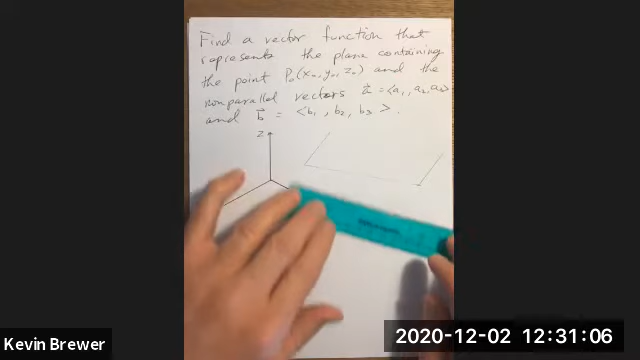 Find a vector function that
represents the plane containing
the point P₀(x₀, y₀, z₀) and the
nonparallel vectors a⃗ = <a₁, a₂, a₃>
and b⃗ = <b₁, b₂, b₃>.
z
Kevin Brewer
2020-12-02 12:31:06